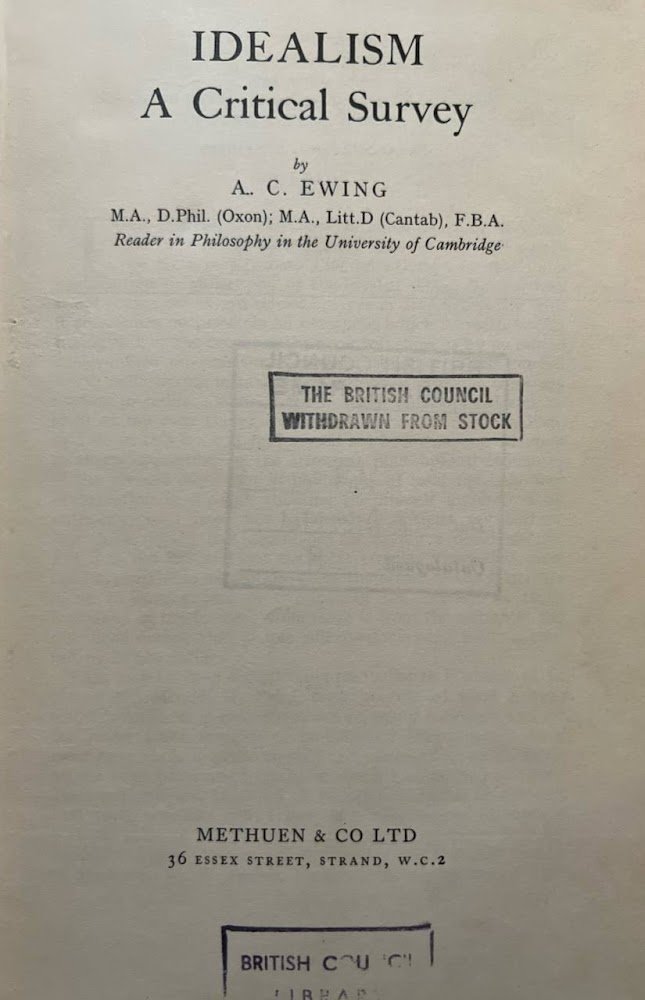 IDEALISM
A Critical Survey
by
A. C. EWING
M.A., D.Phil. (Oxon); M.A., Litt.D (Cantab), F.B.A.
Reader in Philosophy in the University of Cambridge
THE BRITISH COUNCIL
WITHDRAWN FROM STOCK
METHUEN & CO LTD
36 ESSEX STREET, STRAND, W.C.2
BRITISH